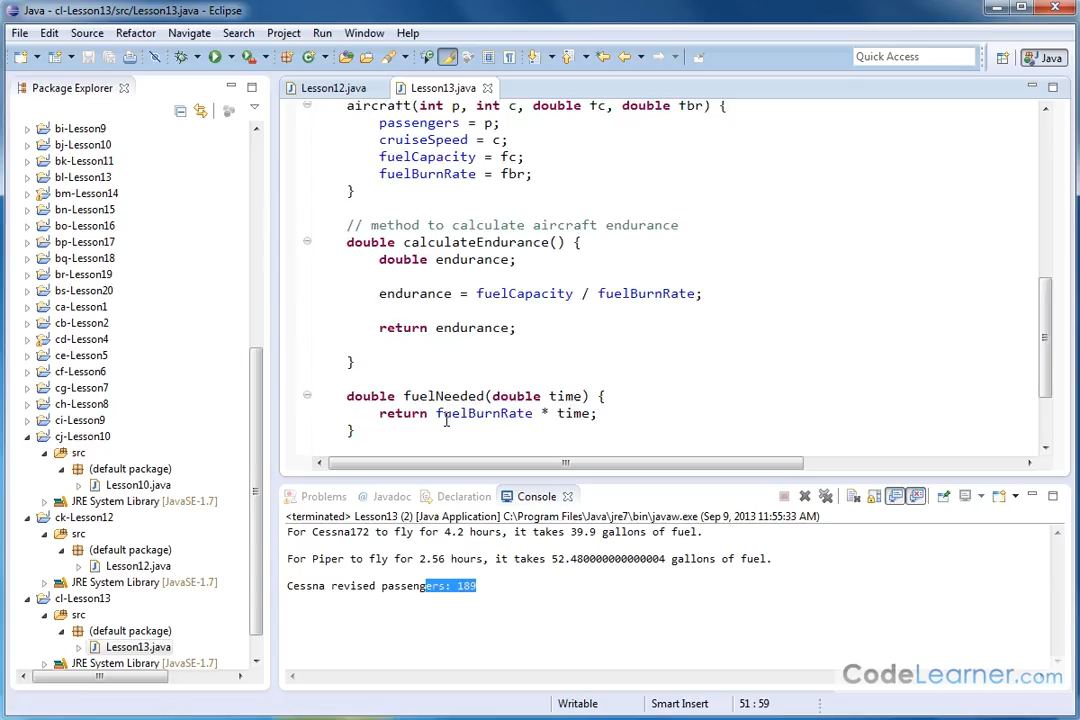 Java - cl-Lesson13/src/Lesson13.java - Eclipse
File Edit Source Refactor Navigate Search Project Run Window Help
Quick Access
Java
Package Explorer
Lesson12.java
Lesson13.java
bi-Lesson9
bj-Lesson10
bk-Lesson11
bl-Lesson13
bm-Lesson14
bn-Lesson15
bo-Lesson16
bp-Lesson17
bq-Lesson18
br-Lesson19
bs-Lesson20
ca-Lesson1
cb-Lesson2
cd-Lesson4
ce-Lesson5
cf-Lesson6
cg-Lesson7
ch-Lesson8
ci-Lesson9
cj-Lesson10
src
(default package)
Lesson10.java
JRE System Library [JavaSE-1.7]
ck-Lesson12
src
(default package)
Lesson12.java
JRE System Library [JavaSE-1.7]
cl-Lesson13
src
(default package)
Lesson13.java
JRE System Library [JavaSE-1.7]
aircraft(int p, int c, double fc, double fbr) {
passengers = p;
cruiseSpeed = c;
fuelCapacity = fc;
fuelBurnRate = fbr;
}
// method to calculate aircraft endurance
double calculateEndurance() {
double endurance;
endurance = fuelCapacity / fuelBurnRate;
return endurance;
}
double fuelNeeded(double time) {
return fuelBurnRate * time;
}
Problems Javadoc Declaration Console
<terminated> Lesson13 (2) [Java Application] C:\Program Files\Java\jre7\bin\javaw.exe (Sep 9, 2013 11:55:33 AM)
For Cessna172 to fly for 4.2 hours, it takes 39.9 gallons of fuel.
For Piper to fly for 2.56 hours, it takes 52.480000000000004 gallons of fuel.
Cessna revised passengers: 189
CodeLearner.com
Writable
Smart Insert
51 : 59